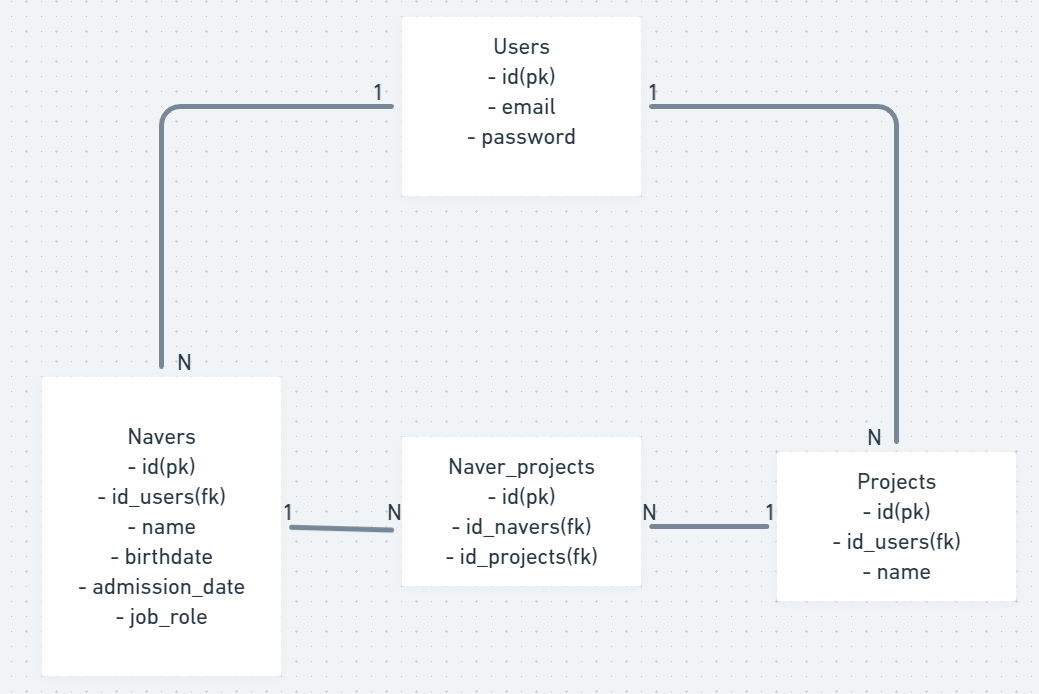 Users
- id(pk)
- email
- password
1
1
N
N
Navers
- id(pk)
- id_users(fk)
- name
- birthdate
- admission_date
- job_role
1
N
Naver_projects
- id(pk)
- id_navers(fk)
- id_projects(fk)
N
1
Projects
- id(pk)
- id_users(fk)
- name